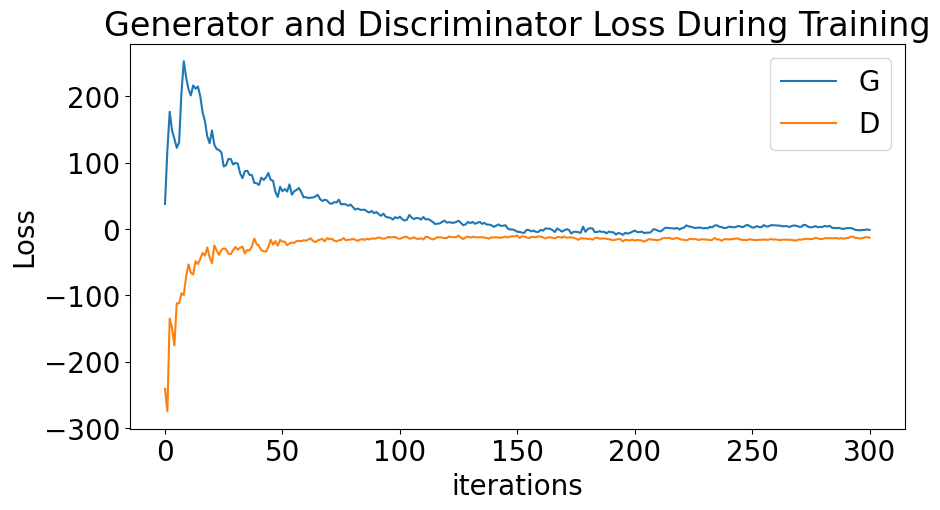 Generator and Discriminator Loss During Training
G
D
Loss
200
100
0
−100
−200
−300
0 50 100 150 200 250 300
iterations